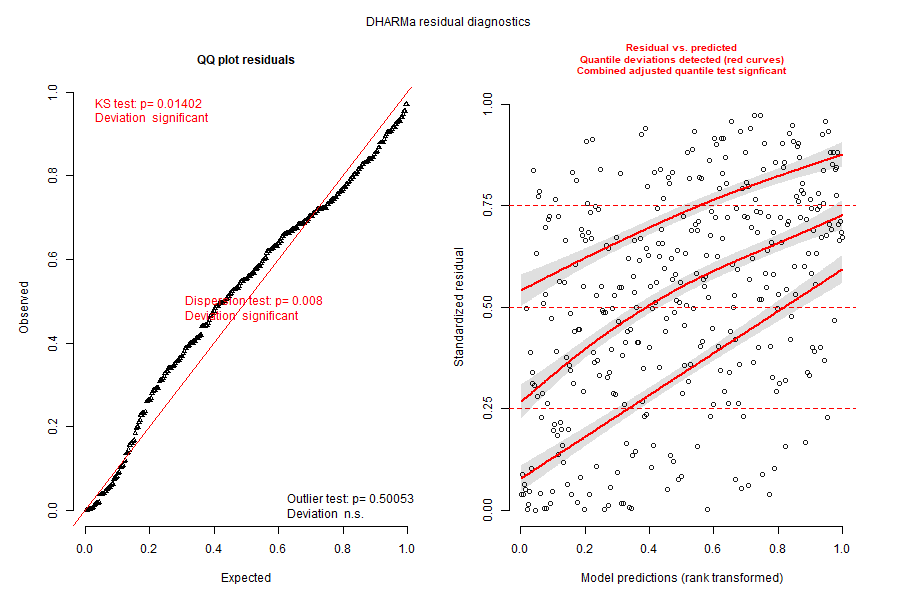 DHARMa residual diagnostics
QQ plot residuals
KS test: p= 0.01402
Deviation significant
Dispersion test: p= 0.008
Deviation significant
Outlier test: p= 0.50053
Deviation n.s.
Observed
0.0 0.2 0.4 0.6 0.8 1.0
0.0 0.2 0.4 0.6 0.8 1.0
Expected
Residual vs. predicted
Quantile deviations detected (red curves)
Combined adjusted quantile test signficant
Standardized residual
0.00 0.25 0.50 0.75 1.00
0.0 0.2 0.4 0.6 0.8 1.0
Model predictions (rank transformed)